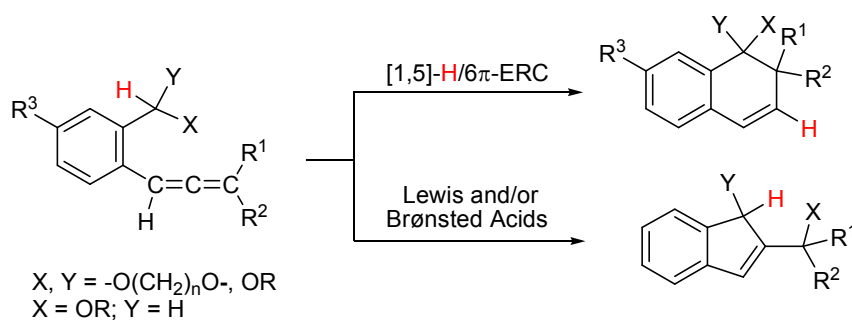 Y
H
R³
X
R¹
C=C=C
H
R²
X, Y = -O(CH₂)ₙO-, OR
X = OR; Y = H
[1,5]-H/6π-ERC
Lewis and/or
Brønsted Acids
Y X
R¹
R³
R²
H
Y
H
X
R¹
R²